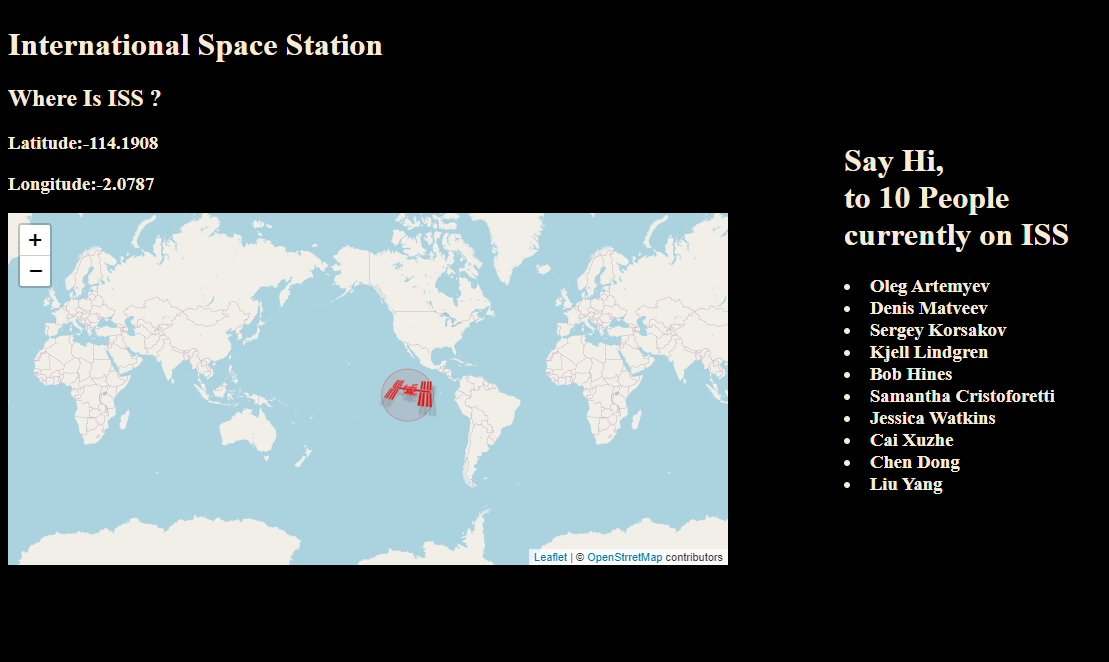 International Space Station
Where Is ISS ?
Latitude:-114.1908
Longitude:-2.0787
+
−
Leaflet | © OpenStrretMap contributors
Say Hi,
to 10 People
currently on ISS
• Oleg Artemyev
• Denis Matveev
• Sergey Korsakov
• Kjell Lindgren
• Bob Hines
• Samantha Cristoforetti
• Jessica Watkins
• Cai Xuzhe
• Chen Dong
• Liu Yang